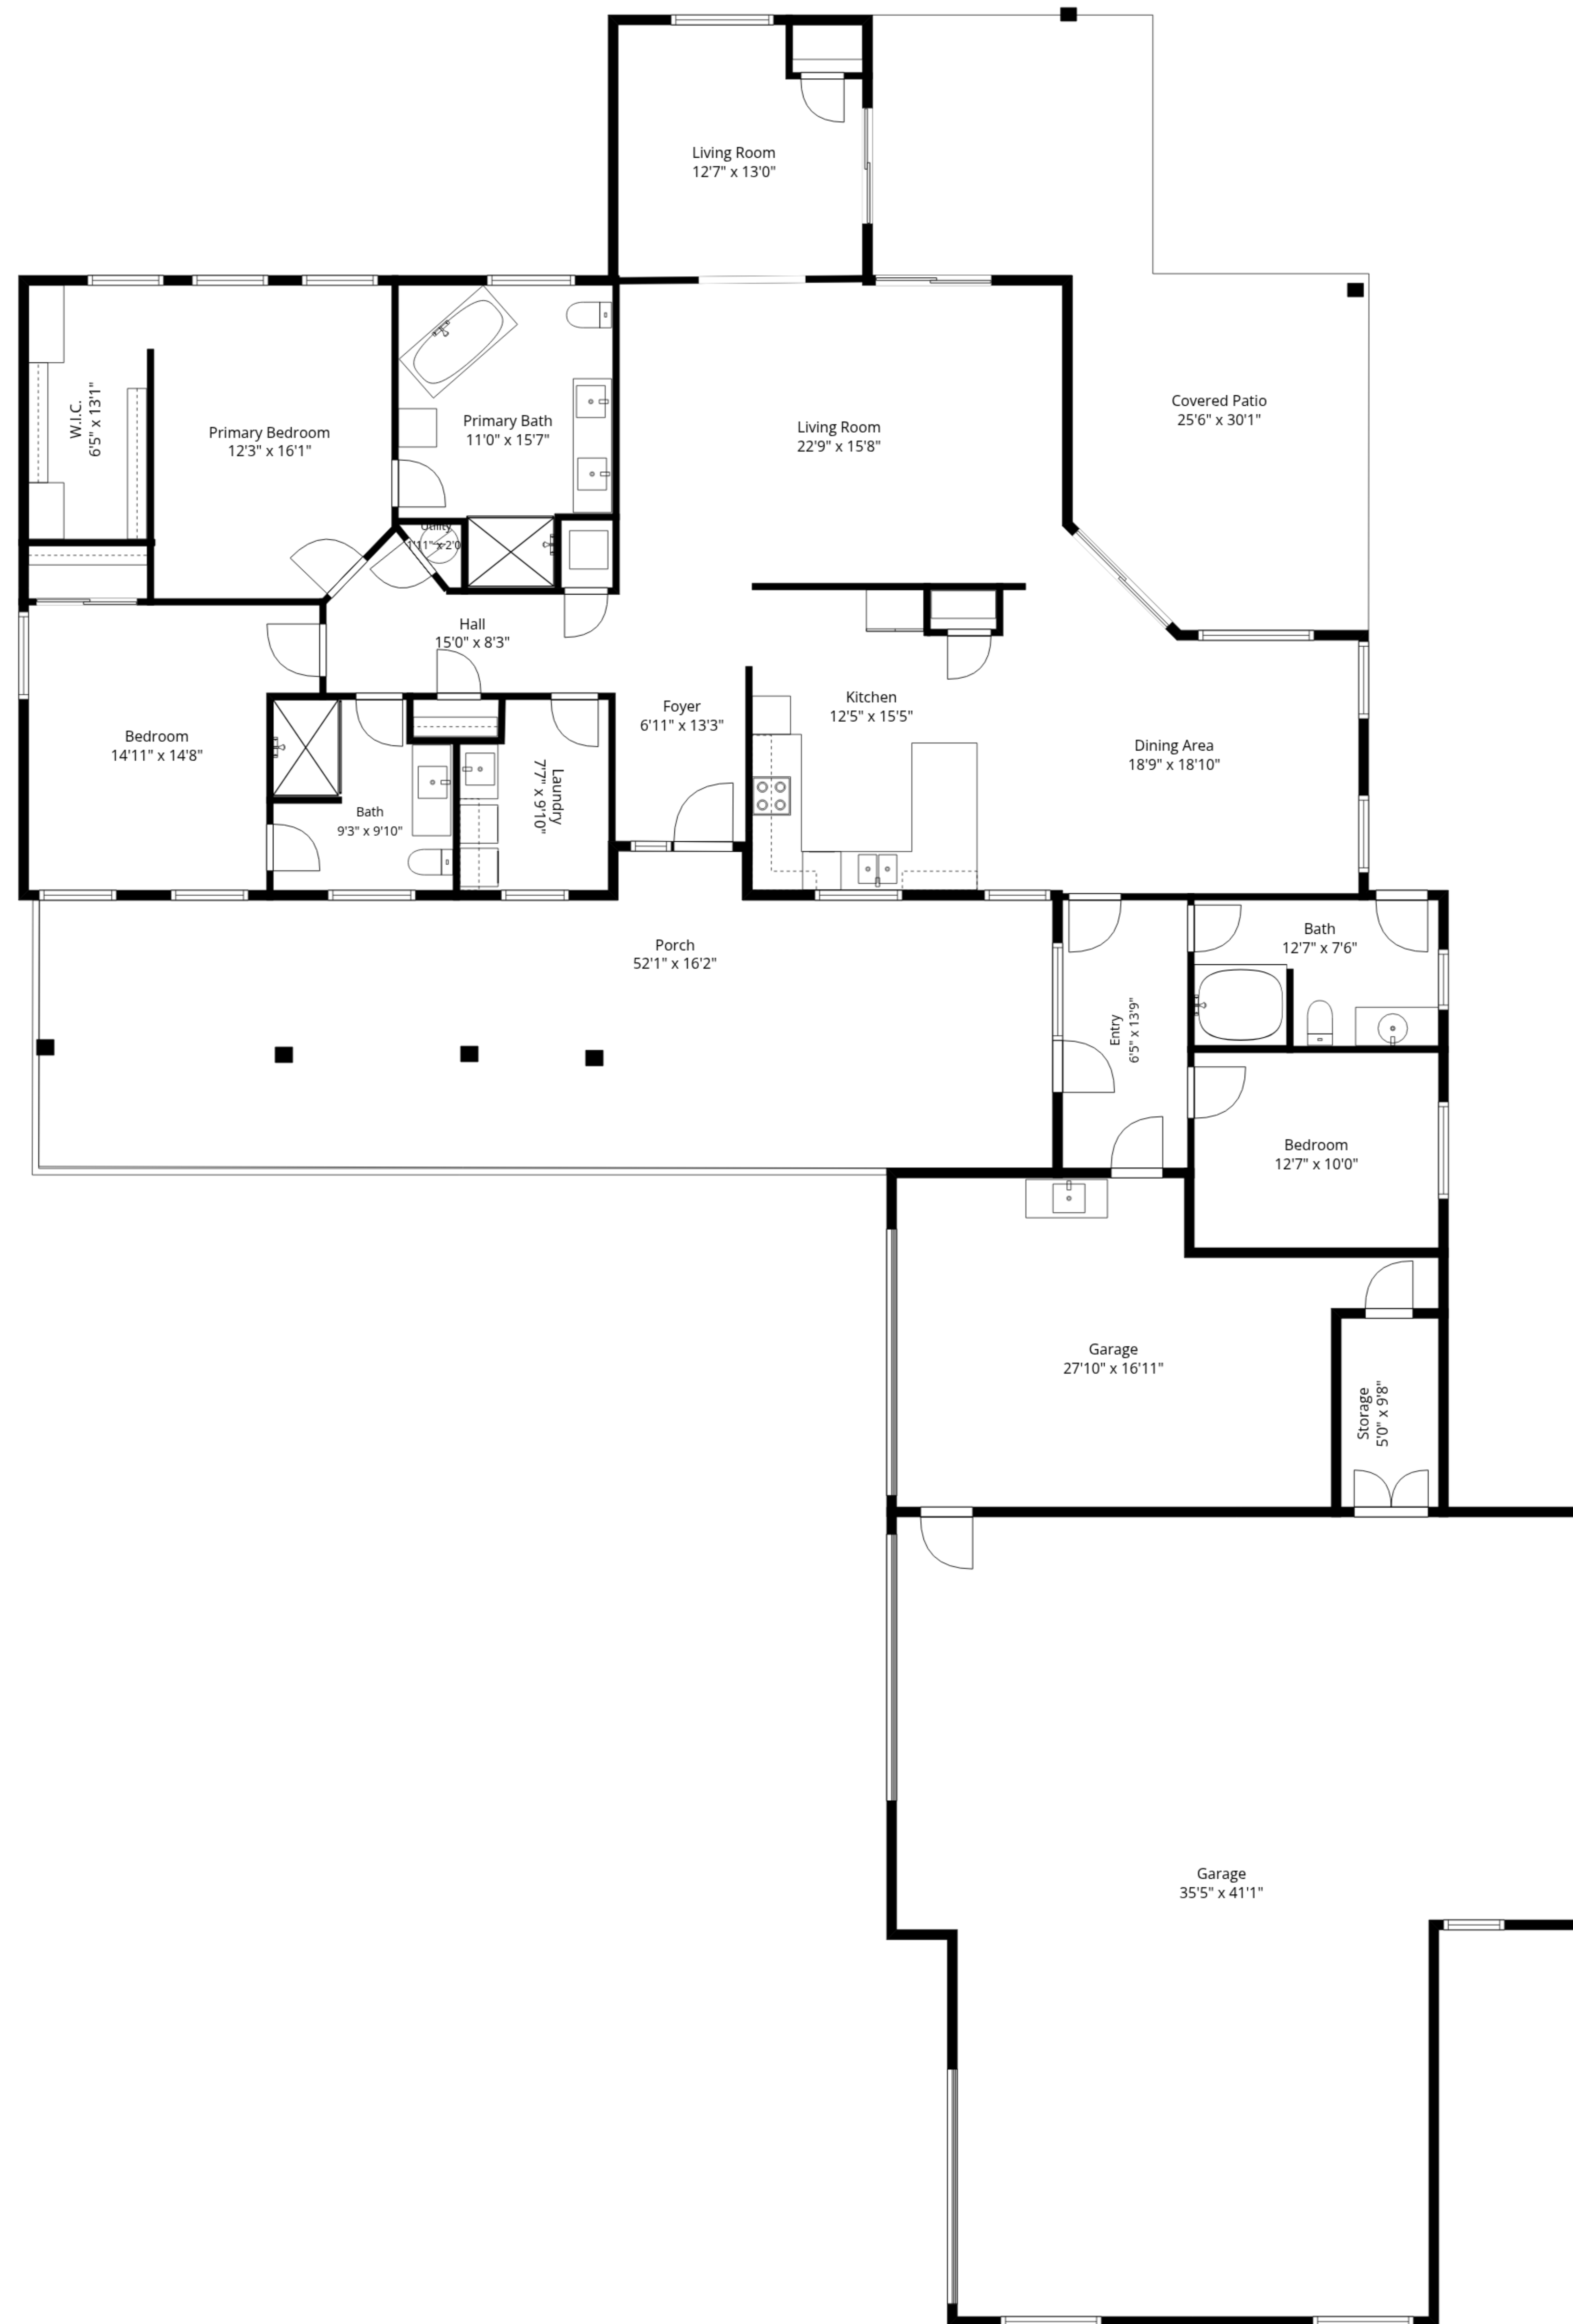 Living Room
12'7" x 13'0"
Covered Patio
25'6" x 30'1"
W.I.C.
6'5" x 13'1"
Primary Bedroom
12'3" x 16'1"
Primary Bath
11'0" x 15'7"
Living Room
22'9" x 15'8"
Utility
1'11" x 2'0
Hall
15'0" x 8'3"
Foyer
6'11" x 13'3"
Kitchen
12'5" x 15'5"
Bedroom
14'11" x 14'8"
Dining Area
18'9" x 18'10"
Bath
9'3" x 9'10"
Laundry
7'7" x 9'10"
Porch
52'1" x 16'2"
Bath
12'7" x 7'6"
Entry
6'5" x 13'9"
Bedroom
12'7" x 10'0"
Garage
27'10" x 16'11"
Storage
5'0" x 9'8"
Garage
35'5" x 41'1"